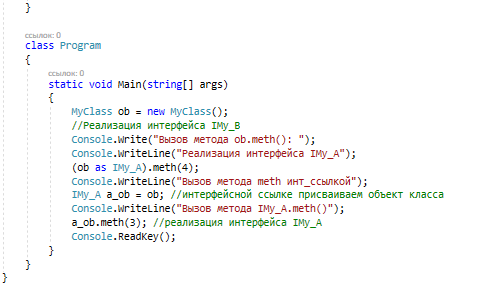 }
ссылок: 0
class Program
{
ссылок: 0
static void Main(string[] args)
{
MyClass ob = new MyClass();
//Реализация интерфейса IMy_B
Console.Write("Вызов метода ob.meth(): ");
Console.WriteLine("Реализация интерфейса IMy_A");
(ob as IMy_A).meth(4);
Console.WriteLine("Вызов метода meth инт_ссылкой");
IMy_A a_ob = ob; //интерфейсной ссылке присваиваем объект класса
Console.WriteLine("Вызов метода IMy_A.meth()");
a_ob.meth(3); //реализация интерфейса IMy_A
Console.ReadKey();
}
}
}